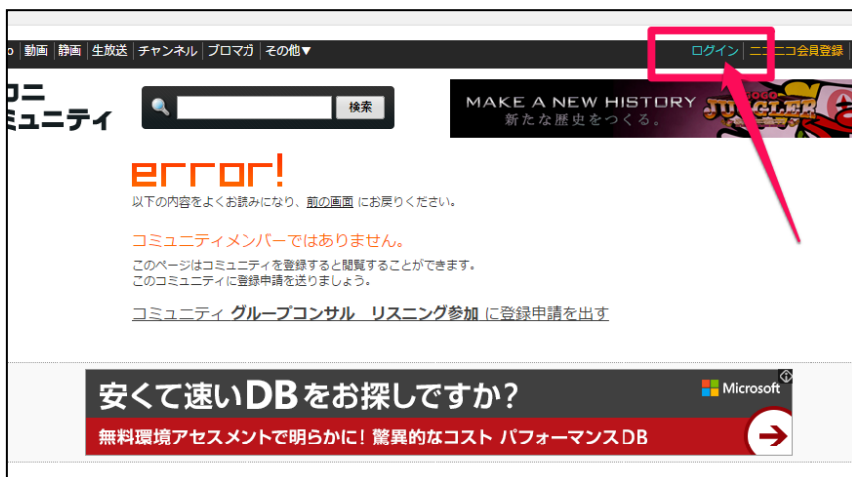 o 動画 静画 生放送 チャンネル ブロマガ その他▼ ログイン ニコニコ会員登録
コニ
ミュニティ
検索
MAKE A NEW HISTORY
新たな歴史をつくる。
GOGO
JUGGLER
error!
以下の内容をよくお読みになり、前の画面 にお戻りください。
コミュニティメンバーではありません。
このページはコミュニティを登録すると閲覧することができます。
このコミュニティに登録申請を送りましょう。
コミュニティ グループコンサル リスニング参加 に登録申請を出す
安くて速いDBをお探しですか?
Microsoft
無料環境アセスメントで明らかに! 驚異的なコスト パフォーマンスDB